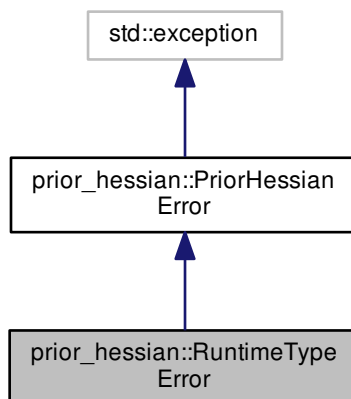 std::exception
prior_hessian::PriorHessian
Error
prior_hessian::RuntimeType
Error